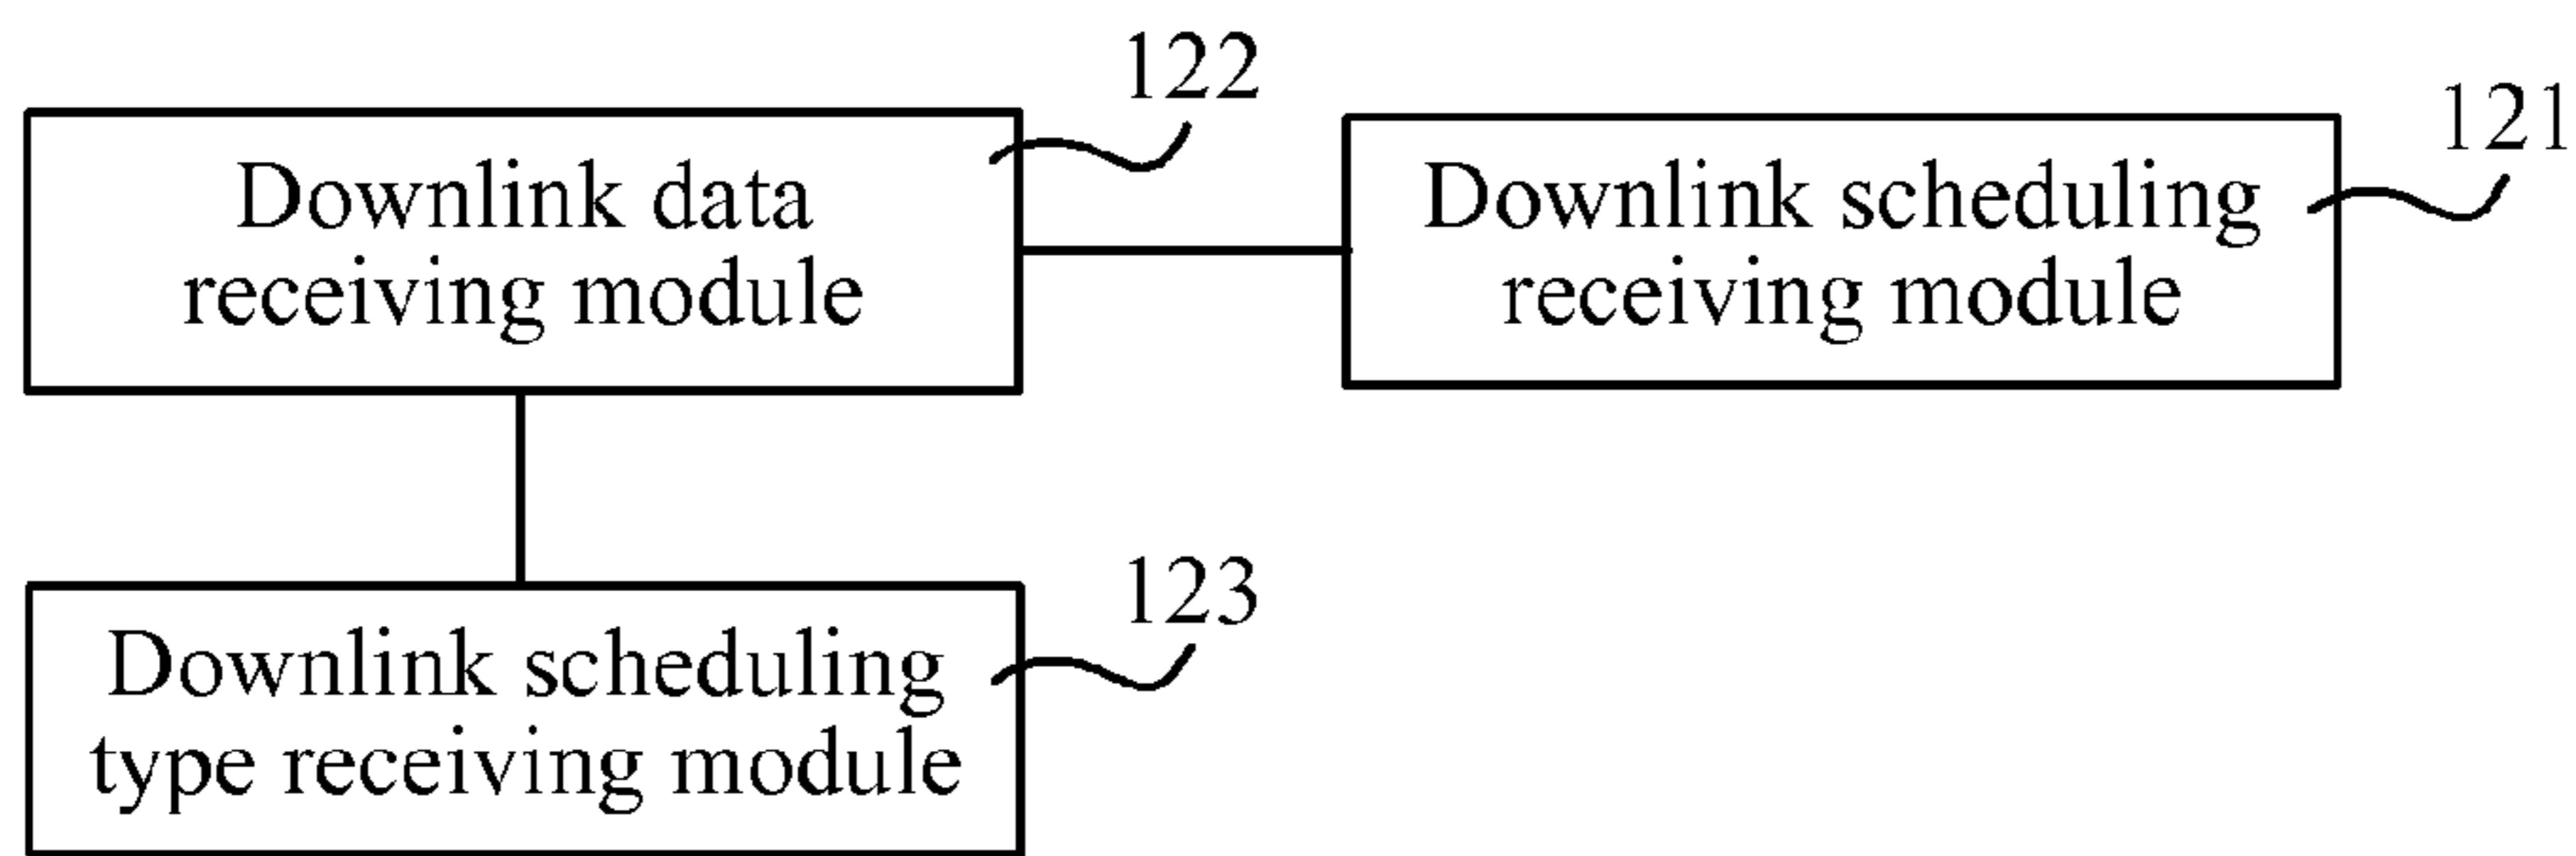 122
Downlink data
receiving module
121
Downlink scheduling
receiving module
123
Downlink scheduling
type receiving module